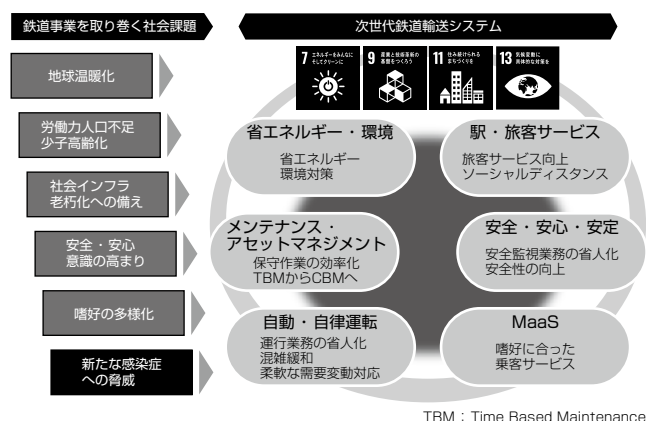 鉄道事業を取り巻く社会課題
次世代鉄道輸送システム
地球温暖化
労働力人口不足
少子高齢化
社会インフラ
老朽化への備え
安全・安心
意識の高まり
嗜好の多様化
新たな感染症
への脅威
7 エネルギーをみんなに
そしてクリーンに
9 産業と技術革新の
基盤をつくろう
11 住み続けられる
まちづくりを
13 気候変動に
具体的な対策を
省エネルギー・環境
省エネルギー
環境対策
駅・旅客サービス
旅客サービス向上
ソーシャルディスタンス
メンテナンス・
アセットマネジメント
保守作業の効率化
TBMからCBMへ
安全・安心・安定
安全監視業務の省人化
安全性の向上
自動・自律運転
運行業務の省人化
混雑緩和
柔軟な需要変動対応
MaaS
嗜好に合った
乗客サービス
TBM：Time Based Maintenance